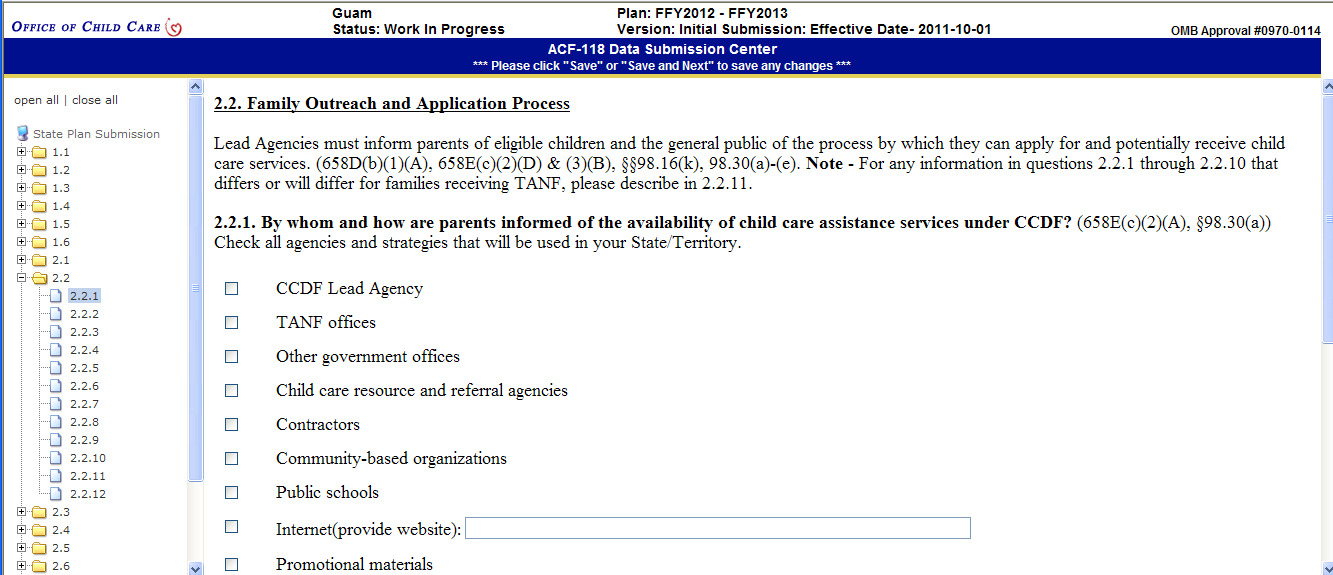 OFFICE OF CHILD CARE
Guam
Status: Work In Progress
Plan: FFY2012 - FFY2013
Version: Initial Submission: Effective Date- 2011-10-01
OMB Approval #0970-0114
ACF-118 Data Submission Center
*** Please click "Save" or "Save and Next" to save any changes ***
open all | close all
State Plan Submission
1.1
1.2
1.3
1.4
1.5
1.6
2.1
2.2
2.2.1
2.2.2
2.2.3
2.2.4
2.2.5
2.2.6
2.2.7
2.2.8
2.2.9
2.2.10
2.2.11
2.2.12
2.3
2.4
2.5
2.6
2.2. Family Outreach and Application Process
Lead Agencies must inform parents of eligible children and the general public of the process by which they can apply for and potentially receive child
care services. (658D(b)(1)(A), 658E(c)(2)(D) & (3)(B), §§98.16(k), 98.30(a)-(e). Note - For any information in questions 2.2.1 through 2.2.10 that
differs or will differ for families receiving TANF, please describe in 2.2.11.
2.2.1. By whom and how are parents informed of the availability of child care assistance services under CCDF? (658E(c)(2)(A), §98.30(a))
Check all agencies and strategies that will be used in your State/Territory.
CCDF Lead Agency
TANF offices
Other government offices
Child care resource and referral agencies
Contractors
Community-based organizations
Public schools
Internet(provide website):
Promotional materials